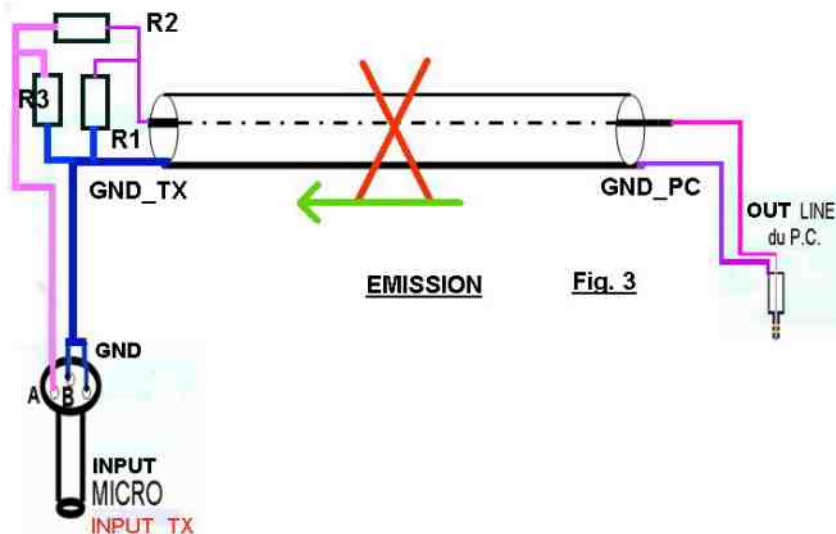 R2
R3
R1
GND_TX
GND_PC
OUT LINE
du P.C.
EMISSION
Fig. 3
GND
A
B
INPUT
MICRO
INPUT TX